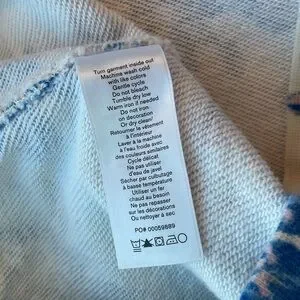 Turn garment inside out
Machine wash cold
with like colors
Gentle cycle
Do not bleach
Tumble dry low
Warm iron if needed
Do not iron
on decoration
Or dry clean/
Retourner le vêtement
à l'intérieur
Laver à la machine
à l'eau froide avec
des couleurs similaires
Cycle délicat
Ne pas utiliser
d'eau de javel
Sécher par culbutage
à basse température
Utiliser un fer
chaud au besoin
Ne pas repasser
sur les décorations
Ou nettoyer à sec
PO# 00059889